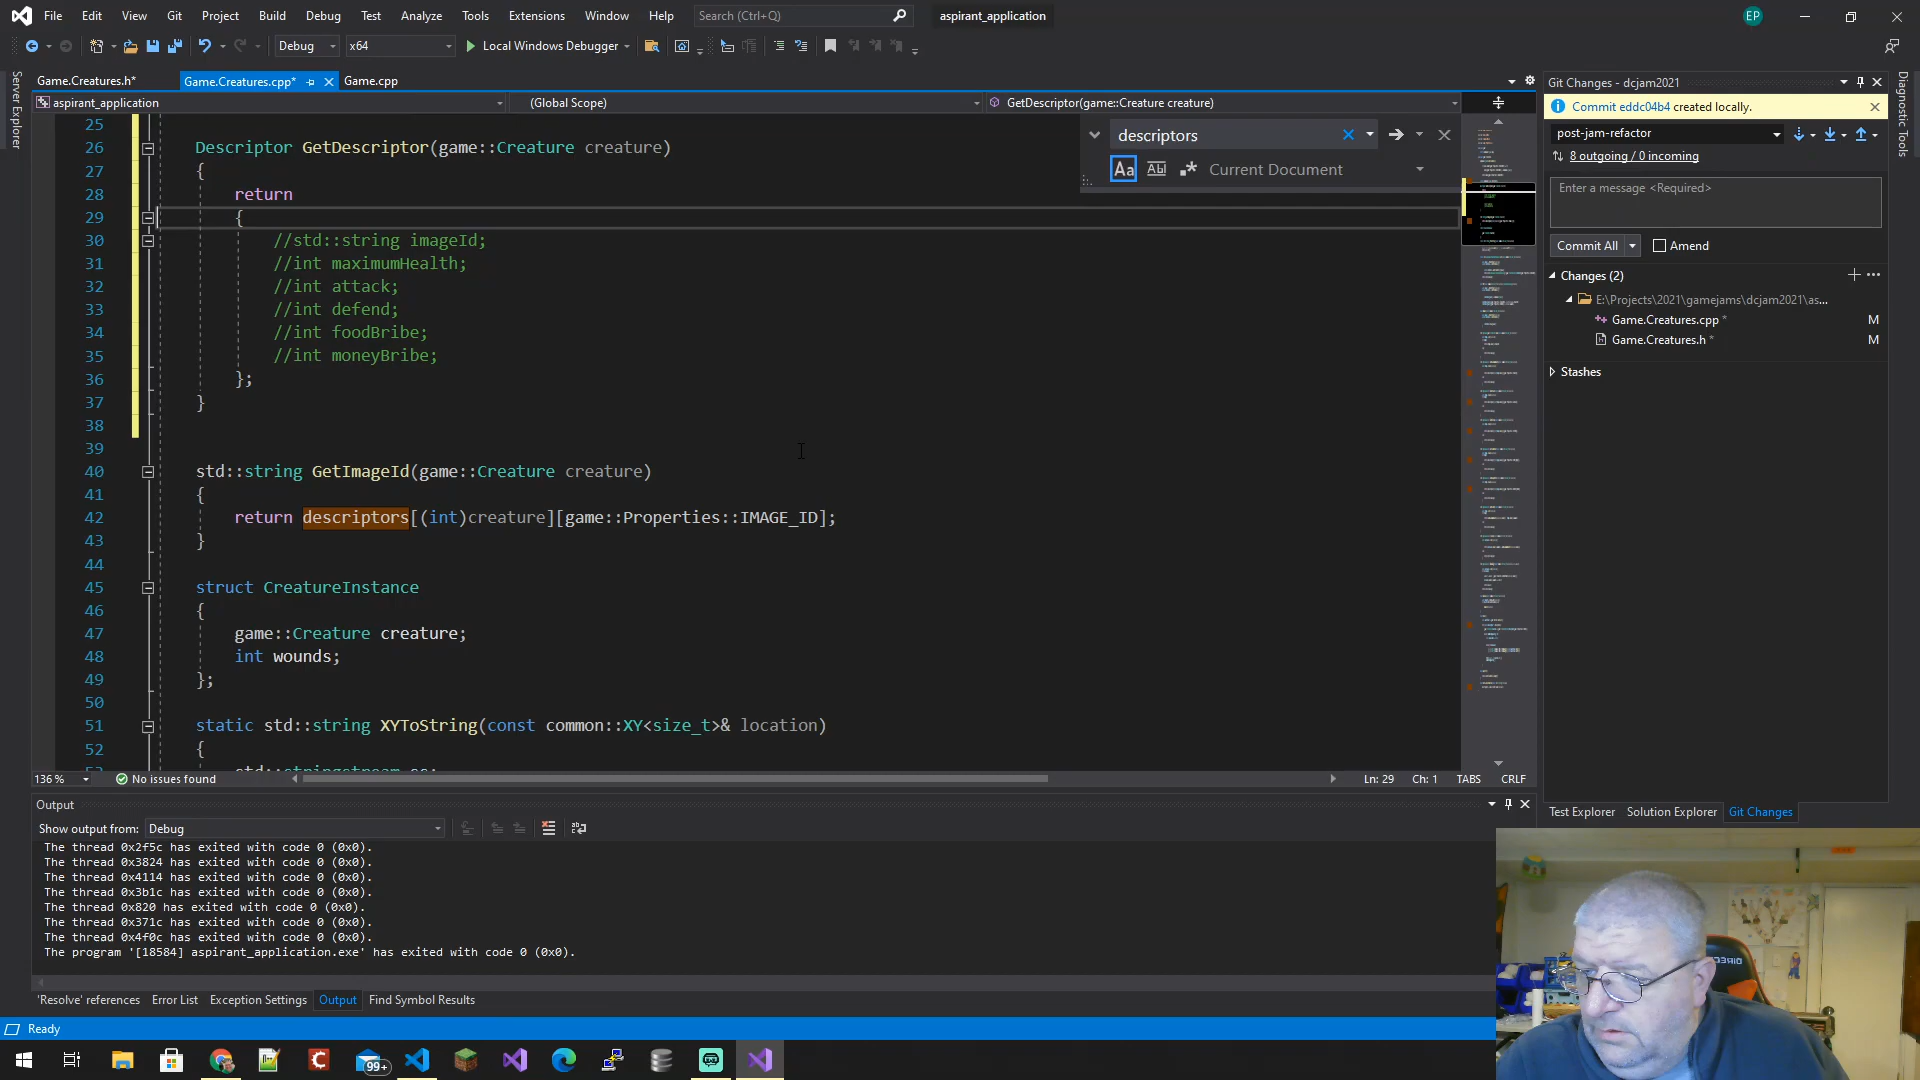 File Edit View Git Project Build Debug Test Analyze Tools Extensions Window Help Search (Ctrl+Q) aspirant_application EP
Debug x64 Local Windows Debugger
Game.Creatures.h* Game.Creatures.cpp* Game.cpp
aspirant_application (Global Scope) GetDescriptor(game::Creature creature)
descriptors
Aa Current Document
25
26 Descriptor GetDescriptor(game::Creature creature)
27 {
28 return
29 {
30 //std::string imageId;
31 //int maximumHealth;
32 //int attack;
33 //int defend;
34 //int foodBribe;
35 //int moneyBribe;
36 };
37 }
38
39
40 std::string GetImageId(game::Creature creature)
41 {
42 return descriptors[(int)creature][game::Properties::IMAGE_ID];
43 }
44
45 struct CreatureInstance
46 {
47 game::Creature creature;
48 int wounds;
49 };
50
51 static std::string XYToString(const common::XY<size_t>& location)
52 {
136 % No issues found Ln: 29 Ch: 1 TABS CRLF
Server Explorer
Git Changes - dcjam2021
Commit eddc04b4 created locally.
post-jam-refactor
8 outgoing / 0 incoming
Enter a message <Required>
Commit All Amend
Changes (2)
E:\Projects\2021\gamejams\dcjam2021\as...
Game.Creatures.cpp * M
Game.Creatures.h * M
Stashes
Test Explorer Solution Explorer Git Changes
Diagnostic Tools
Output
Show output from: Debug
The thread 0x2f5c has exited with code 0 (0x0).
The thread 0x3824 has exited with code 0 (0x0).
The thread 0x4114 has exited with code 0 (0x0).
The thread 0x3b1c has exited with code 0 (0x0).
The thread 0x820 has exited with code 0 (0x0).
The thread 0x371c has exited with code 0 (0x0).
The thread 0x4f0c has exited with code 0 (0x0).
The program '[18584] aspirant_application.exe' has exited with code 0 (0x0).
'Resolve' references Error List Exception Settings Output Find Symbol Results
Ready
99+